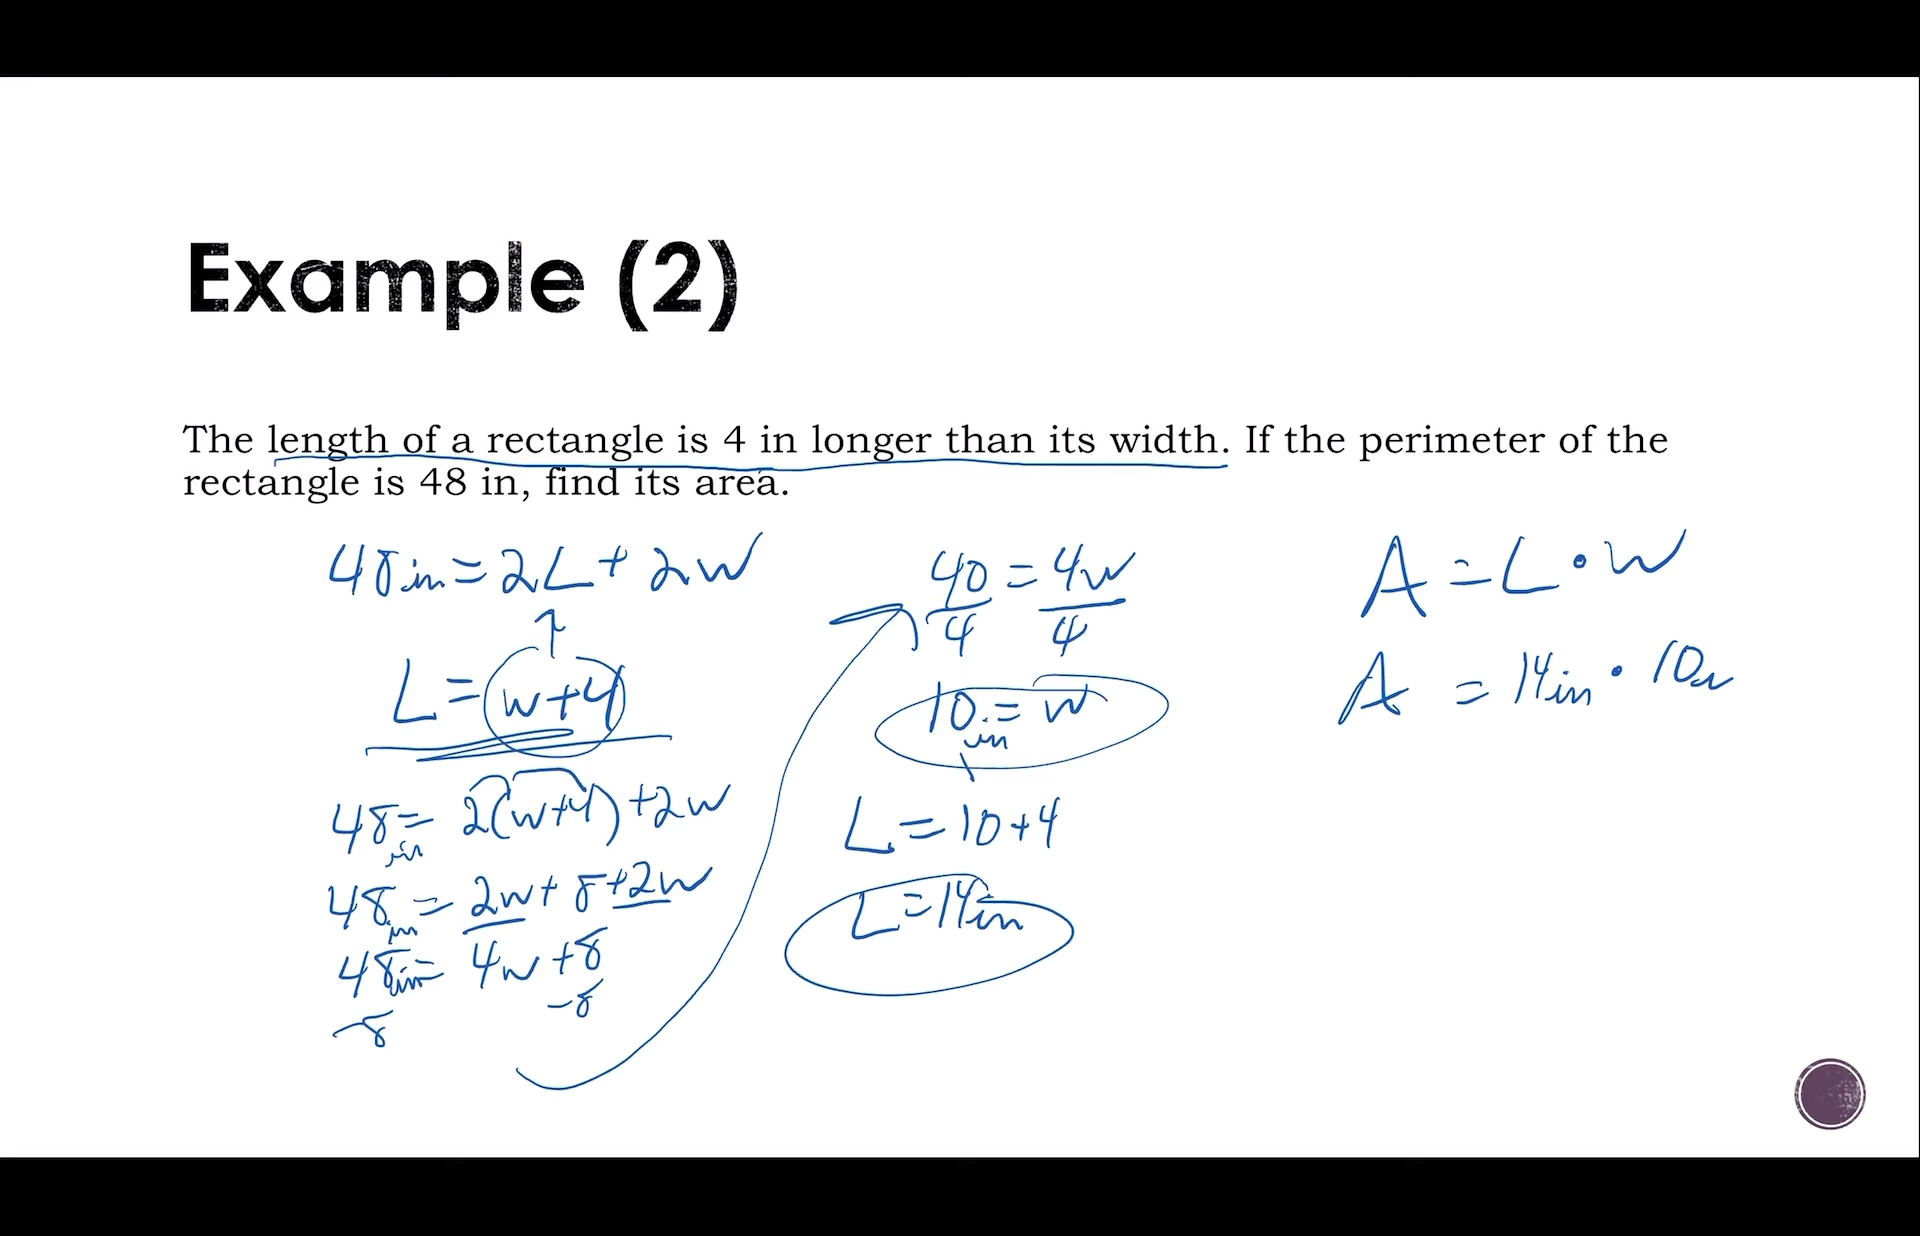 Example (2)
The length of a rectangle is 4 in longer than its width. If the perimeter of the
rectangle is 48 in, find its area.
48in = 2L + 2W
L = w+4
48in = 2(w+4) +2w
48in = 2w + 8 +2w
48in = 4w +8
-8 -8
40 = 4w
4 4
10in = w
L = 10+4
L = 14in
A = L • W
A = 14in • 10in